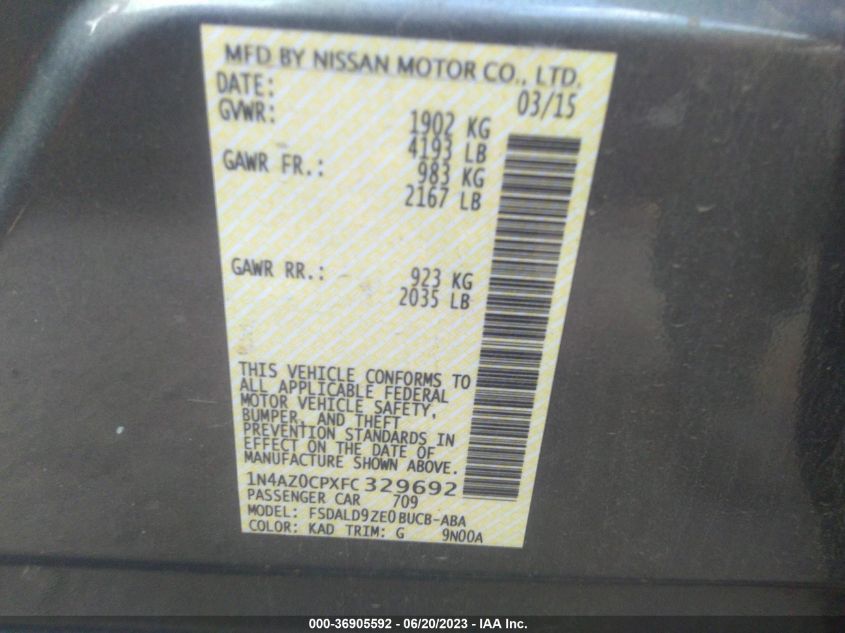 MFD BY NISSAN MOTOR CO., LTD.
DATE: 03/15
GVWR: 1902 KG
4193 LB
GAWR FR.: 983 KG
2167 LB
GAWR RR.: 923 KG
2035 LB
THIS VEHICLE CONFORMS TO
ALL APPLICABLE FEDERAL
MOTOR VEHICLE SAFETY,
BUMPER, AND THEFT
PREVENTION STANDARDS IN
EFFECT ON THE DATE OF
MANUFACTURE SHOWN ABOVE.
1N4AZ0CPXFC 329692
PASSENGER CAR 709
MODEL: FSDALD9ZE0BUCB-ABA
COLOR: KAD TRIM: G 9N00A
000-36905592 - 06/20/2023 - IAA Inc.